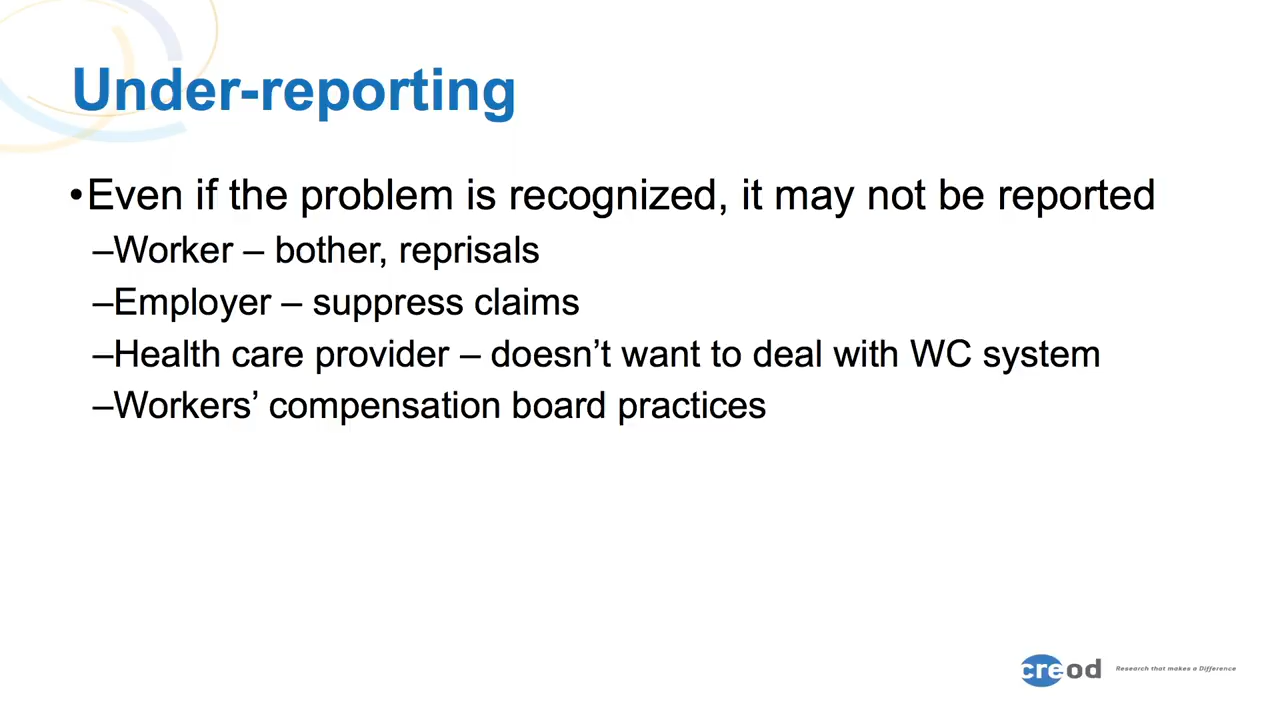 Under-reporting
•Even if the problem is recognized, it may not be reported
–Worker – bother, reprisals
–Employer – suppress claims
–Health care provider – doesn’t want to deal with WC system
–Workers’ compensation board practices
creod Research that makes a Difference